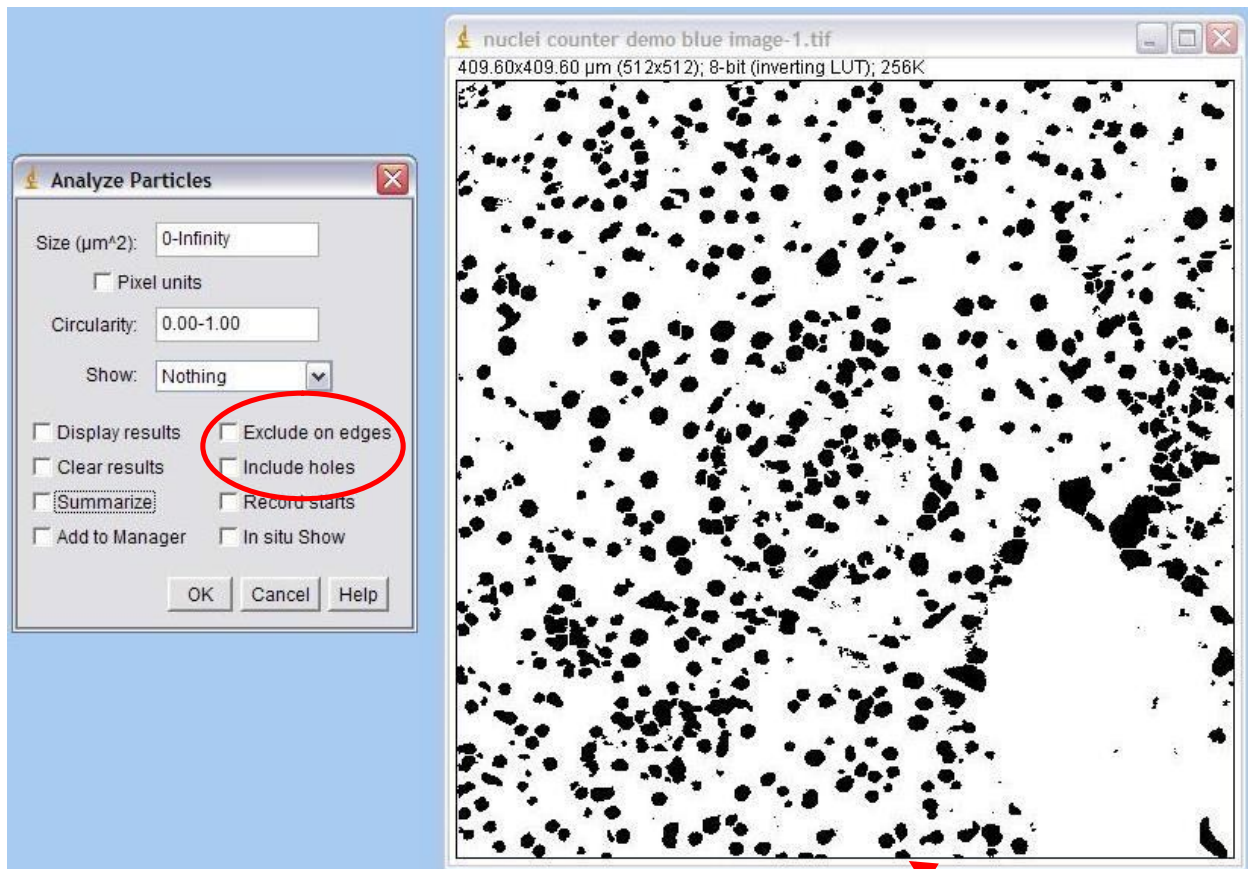 nuclei counter demo blue image-1.tif
409.60x409.60 µm (512x512); 8-bit (inverting LUT); 256K
Analyze Particles
Size (µm^2): 0-Infinity
Pixel units
Circularity: 0.00-1.00
Show: Nothing
Display results Exclude on edges
Clear results Include holes
Summarize Record starts
Add to Manager In situ Show
OK Cancel Help